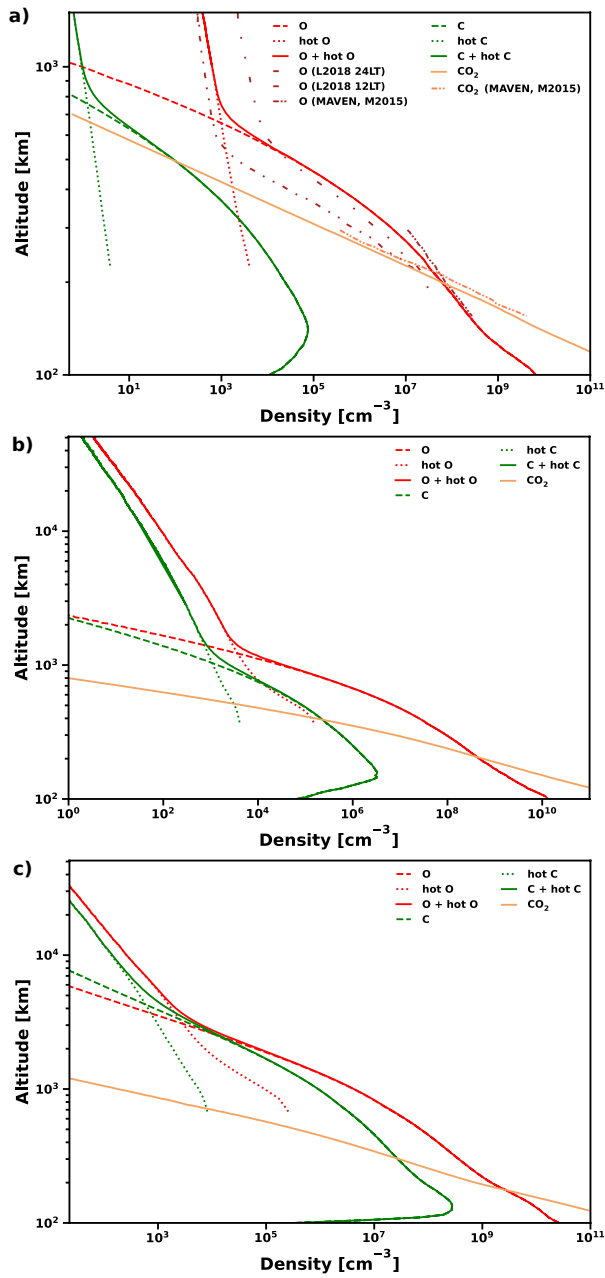 a)
O
hot O
O + hot O
O (L2018 24LT)
O (L2018 12LT)
O (MAVEN, M2015)
C
hot C
C + hot C
CO₂
CO₂ (MAVEN, M2015)
Altitude [km]
10³
10²
10¹ 10³ 10⁵ 10⁷ 10⁹ 10¹¹
Density [cm⁻³]
b)
O
hot O
O + hot O
C
hot C
C + hot C
CO₂
Altitude [km]
10⁴
10³
10²
10⁰ 10² 10⁴ 10⁶ 10⁸ 10¹⁰
Density [cm⁻³]
c)
O
hot O
O + hot O
C
hot C
C + hot C
CO₂
Altitude [km]
10⁴
10³
10²
10³ 10⁵ 10⁷ 10⁹ 10¹¹
Density [cm⁻³]